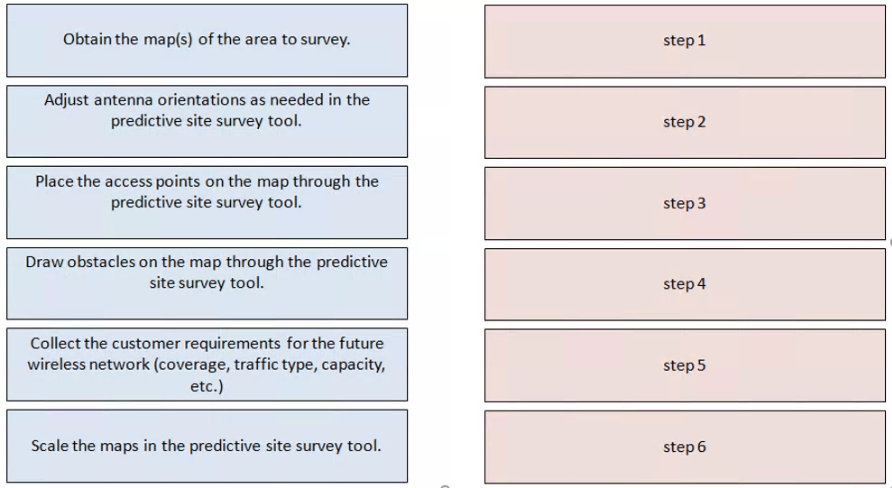 Obtain the map(s) of the area to survey.
step 1
Adjust antenna orientations as needed in the
predictive site survey tool.
step 2
Place the access points on the map through the
predictive site survey tool.
step 3
Draw obstacles on the map through the predictive
site survey tool.
step 4
Collect the customer requirements for the future
wireless network (coverage, traffic type, capacity,
etc.)
step 5
Scale the maps in the predictive site survey tool.
step 6